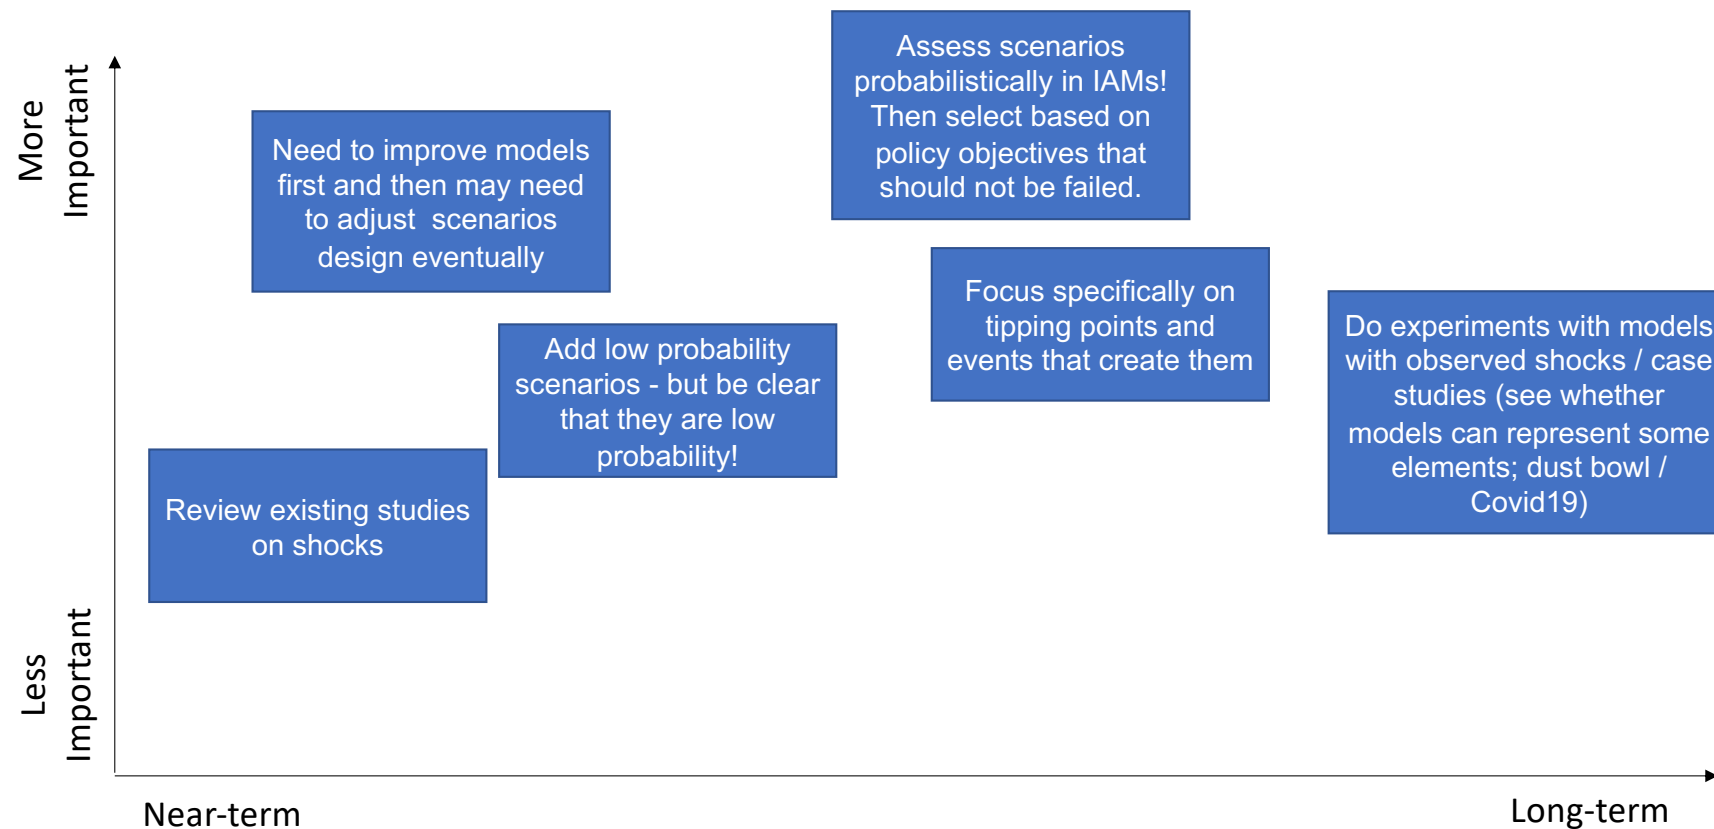 More
Important
Less
Important
Need to improve models
first and then may need
to adjust scenarios
design eventually
Assess scenarios
probabilistically in IAMs!
Then select based on
policy objectives that
should not be failed.
Add low probability
scenarios - but be clear
that they are low
probability!
Focus specifically on
tipping points and
events that create them
Do experiments with models
with observed shocks / case
studies (see whether
models can represent some
elements; dust bowl /
Covid19)
Review existing studies
on shocks
Near-term
Long-term